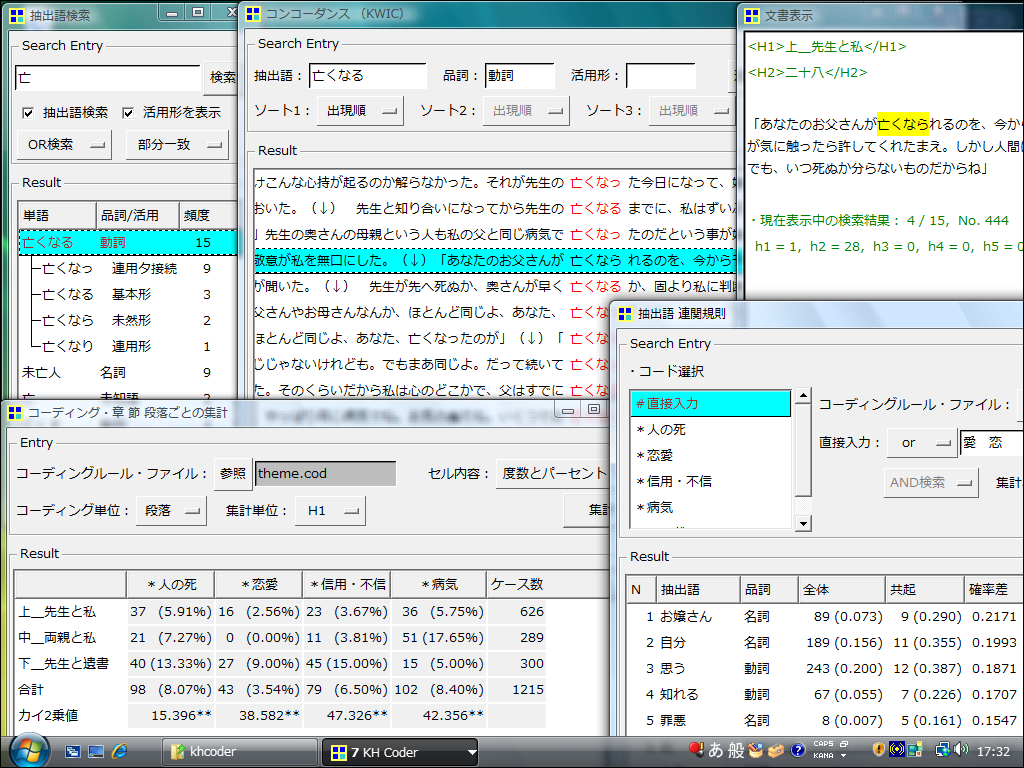 抽出語検索
Search Entry
亡
検索
抽出語検索 活用形を表示
OR検索 部分一致
Result
単語 品詞/活用 頻度
亡くなる 動詞 15
亡くなっ 連用タ接続 9
亡くなる 基本形 3
亡くなら 未然形 2
亡くなり 連用形 1
未亡人 名詞 9
コンコーダンス （KWIC）
Search Entry
抽出語： 亡くなる 品詞： 動詞 活用形：
ソート1： 出現順 ソート2： 出現順 ソート3： 出現順
Result
けこんな心持が起るのか解らなかった。それが先生の 亡くなっ た今日になって、
おいた。（↓） 先生と知り合いになってから先生の 亡くなる までに、私はずい
」先生の奥さんの母親という人も私の父と同じ病気で 亡くなっ たのだという事が
敬意が私を無口にした。（↓）「あなたのお父さんが 亡くなら れるのを、今から
が聞いた。（↓） 先生が先へ死ぬか、奥さんが早く 亡くなる か、固より私に判
父さんやお母さんなんか、ほとんど同じよ、あなた、 亡くな
ほとんど同じよ、あなた、亡くなったのが」（↓）「 亡くな
じじゃないけれども。でもまあ同じよ。だって続いて 亡くな
た。そのくらいだから私は心のどこかで、父はすでに 亡くな
文書表示
<H1>上__先生と私</H1>
<H2>二十八</H2>
「あなたのお父さんが亡くなられるのを、今か
が気に触ったら許してくれたまえ。しかし人間
でも、いつ死ぬか分らないものだからね」
・現在表示中の検索結果： 4 / 15, No. 444
h1 = 1, h2 = 28, h3 = 0, h4 = 0, h5 = 0
コーディング・章 節 段落ごとの集計
Entry
コーディングルール・ファイル： 参照 theme.cod セル内容： 度数とパーセント
コーディング単位： 段落 集計単位： H1 集計
Result
＊人の死 ＊恋愛 ＊信用・不信 ＊病気 ケース数
上__先生と私 37 (5.91%) 16 (2.56%) 23 (3.67%) 36 (5.75%) 626
中__両親と私 21 (7.27%) 0 (0.00%) 11 (3.81%) 51 (17.65%) 289
下__先生と遺書 40 (13.33%) 27 (9.00%) 45 (15.00%) 15 (5.00%) 300
合計 98 (8.07%) 43 (3.54%) 79 (6.50%) 102 (8.40%) 1215
カイ2乗値 15.396** 38.582** 47.326** 42.356**
抽出語 連関規則
Search Entry
・コード選択
＃直接入力
＊人の死
＊恋愛
＊信用・不信
＊病気
コーディングルール・ファイル：
直接入力： or 愛 恋
AND検索 集計
Result
N 抽出語 品詞 全体 共起 確率差
1 お嬢さん 名詞 89 (0.073) 9 (0.290) 0.2171
2 自分 名詞 189 (0.156) 11 (0.355) 0.1993
3 思う 動詞 243 (0.200) 12 (0.387) 0.1871
4 知れる 動詞 67 (0.055) 7 (0.226) 0.1707
5 罪悪 名詞 8 (0.007) 5 (0.161) 0.1547
khcoder
7 KH Coder
あ 般
CAPS
KANA
17:32